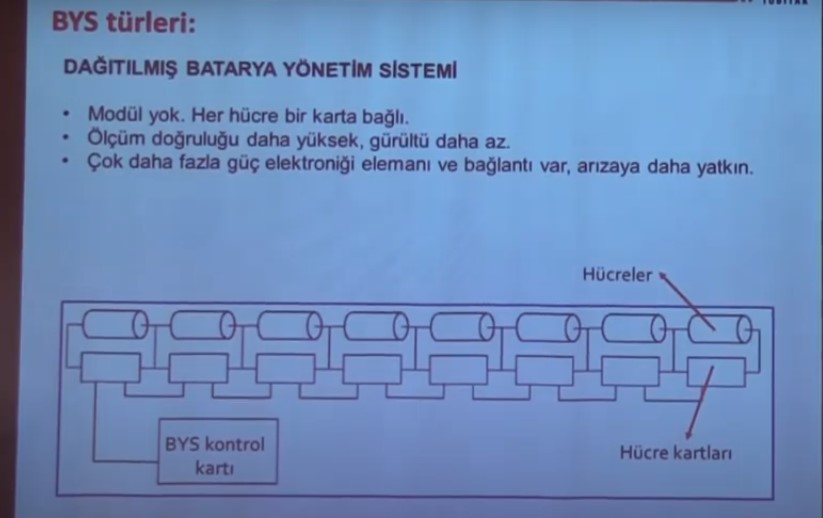 BYS türleri:
DAĞITILMIŞ BATARYA YÖNETİM SİSTEMİ
• Modül yok. Her hücre bir karta bağlı.
• Ölçüm doğruluğu daha yüksek, gürültü daha az.
• Çok daha fazla güç elektroniği elemanı ve bağlantı var, arızaya daha yatkın.
Hücreler
BYS kontrol
kartı
Hücre kartları